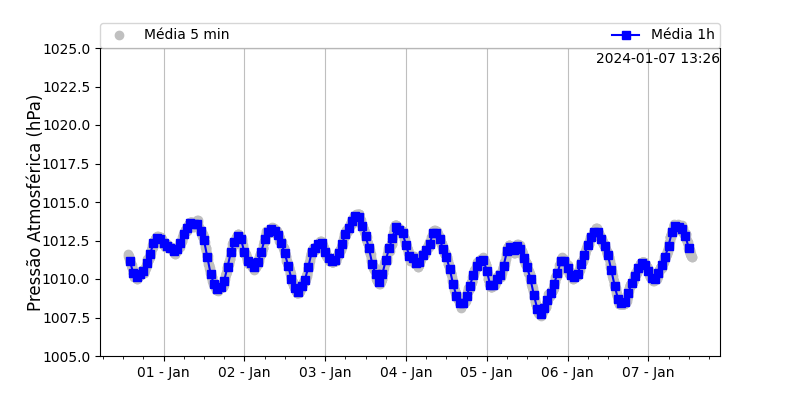 Média 5 min
Média 1h
2024-01-07 13:26
Pressão Atmosférica (hPa)
1025.0
1022.5
1020.0
1017.5
1015.0
1012.5
1010.0
1007.5
1005.0
01 - Jan
02 - Jan
03 - Jan
04 - Jan
05 - Jan
06 - Jan
07 - Jan